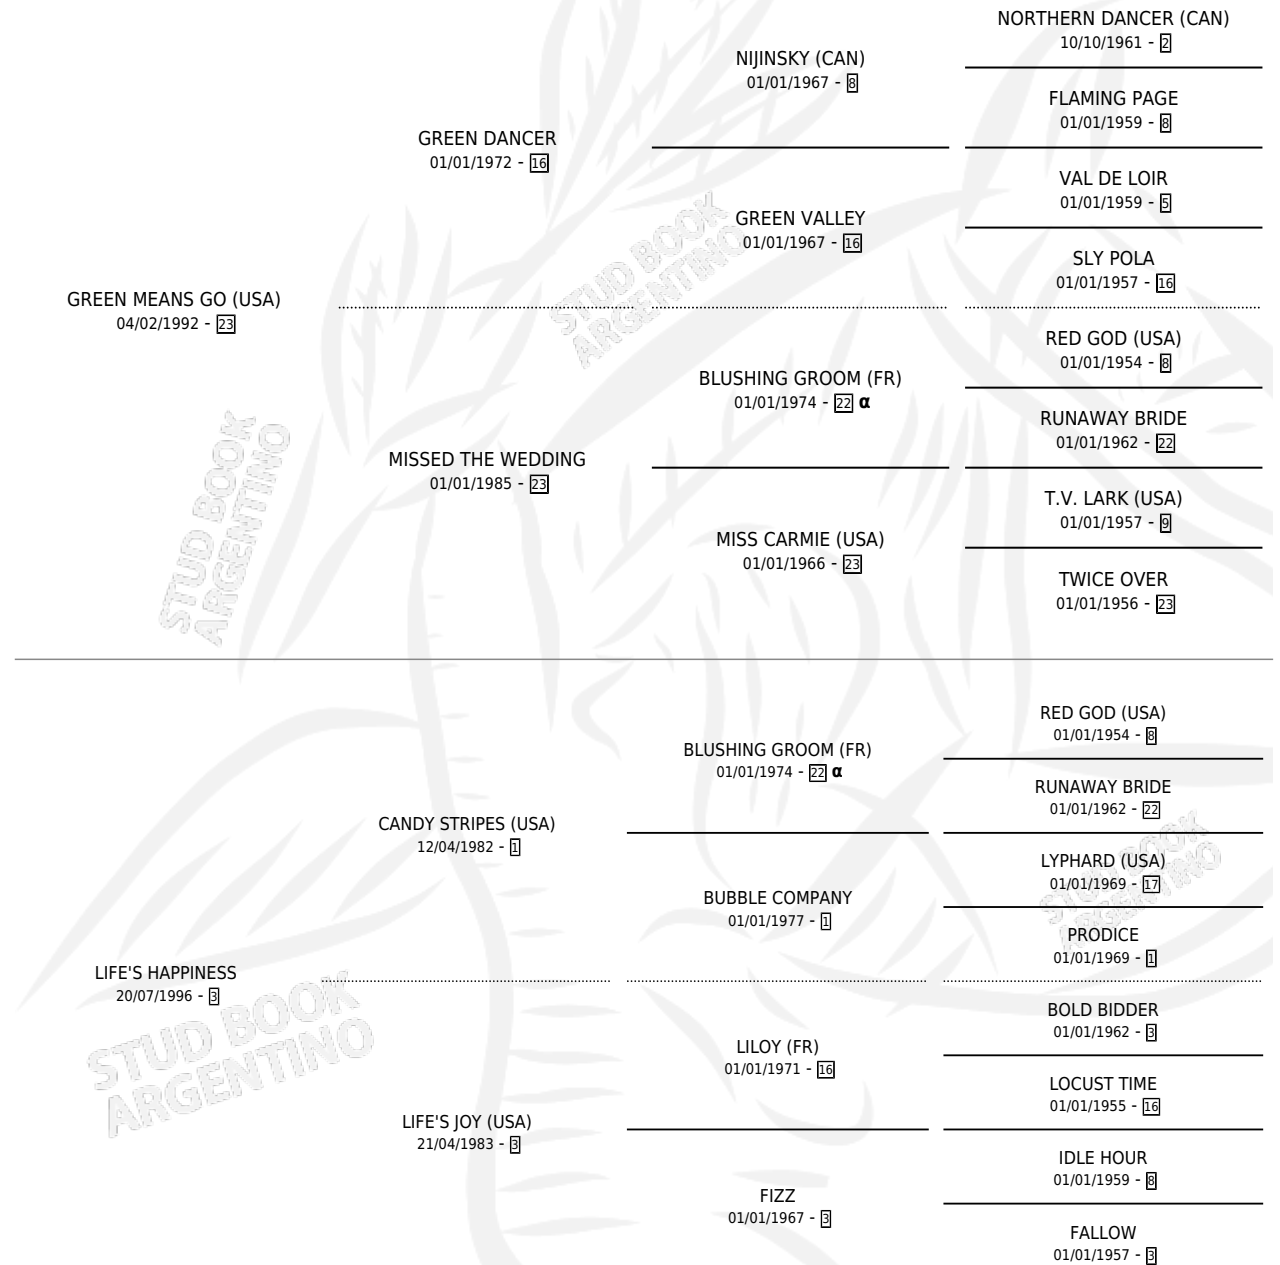 NORTHERN DANCER (CAN)
10/10/1961 - 2
NIJINSKY (CAN)
01/01/1967 - 8
FLAMING PAGE
01/01/1959 - 8
GREEN DANCER
01/01/1972 - 16
VAL DE LOIR
01/01/1959 - 5
GREEN VALLEY
01/01/1967 - 16
SLY POLA
01/01/1957 - 16
GREEN MEANS GO (USA)
04/02/1992 - 23
RED GOD (USA)
01/01/1954 - 8
BLUSHING GROOM (FR)
01/01/1974 - 22 α
RUNAWAY BRIDE
01/01/1962 - 22
MISSED THE WEDDING
01/01/1985 - 23
T.V. LARK (USA)
01/01/1957 - 9
MISS CARMIE (USA)
01/01/1966 - 23
TWICE OVER
01/01/1956 - 23
STUD BOOK
ARGENTINO
STUD BOOK
ARGENTINO
RED GOD (USA)
01/01/1954 - 8
BLUSHING GROOM (FR)
01/01/1974 - 22 α
RUNAWAY BRIDE
01/01/1962 - 22
CANDY STRIPES (USA)
12/04/1982 - 1
LYPHARD (USA)
01/01/1969 - 17
BUBBLE COMPANY
01/01/1977 - 1
PRODICE
01/01/1969 - 1
STUD BOOK
ARGENTINO
LIFE'S HAPPINESS
20/07/1996 - 3
BOLD BIDDER
01/01/1962 - 3
LILOY (FR)
01/01/1971 - 16
LOCUST TIME
01/01/1955 - 16
LIFE'S JOY (USA)
21/04/1983 - 3
IDLE HOUR
01/01/1959 - 8
FIZZ
01/01/1967 - 3
FALLOW
01/01/1957 - 3
STUD BOOK
ARGENTINO